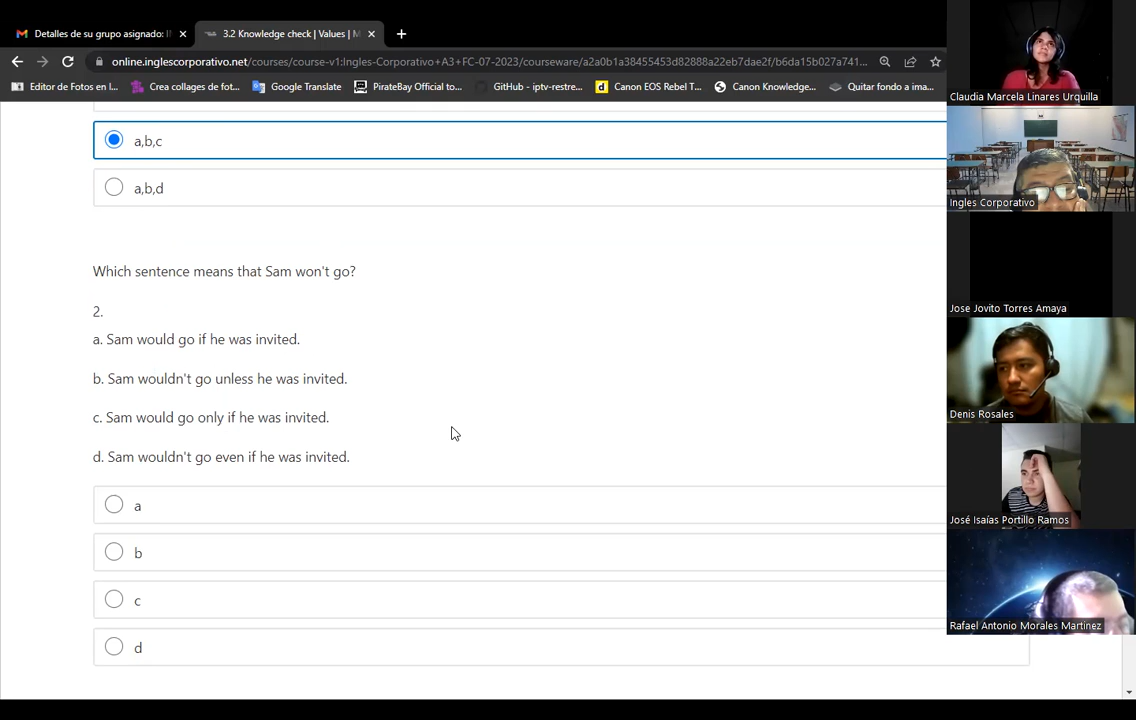 Detalles de su grupo asignado: I
3.2 Knowledge check | Values | M
online.inglescorporativo.net/courses/course-v1:Ingles-Corporativo+A3+FC-07-2023/courseware/a2a0b1a38455453d82888a22eb7dae2f/b6da15b027a741...
Editor de Fotos en l...
Crea collages de fot...
Google Translate
PirateBay Official to...
GitHub - iptv-restre...
Canon EOS Rebel T...
Canon Knowledge...
Quitar fondo a ima...
a,b,c
a,b,d
Which sentence means that Sam won't go?
2.
a. Sam would go if he was invited.
b. Sam wouldn't go unless he was invited.
c. Sam would go only if he was invited.
d. Sam wouldn't go even if he was invited.
a
b
c
d
Claudia Marcela Linares Urquilla
Ingles Corporativo
Jose Jovito Torres Amaya
Denis Rosales
José Isaías Portillo Ramos
Rafael Antonio Morales Martinez